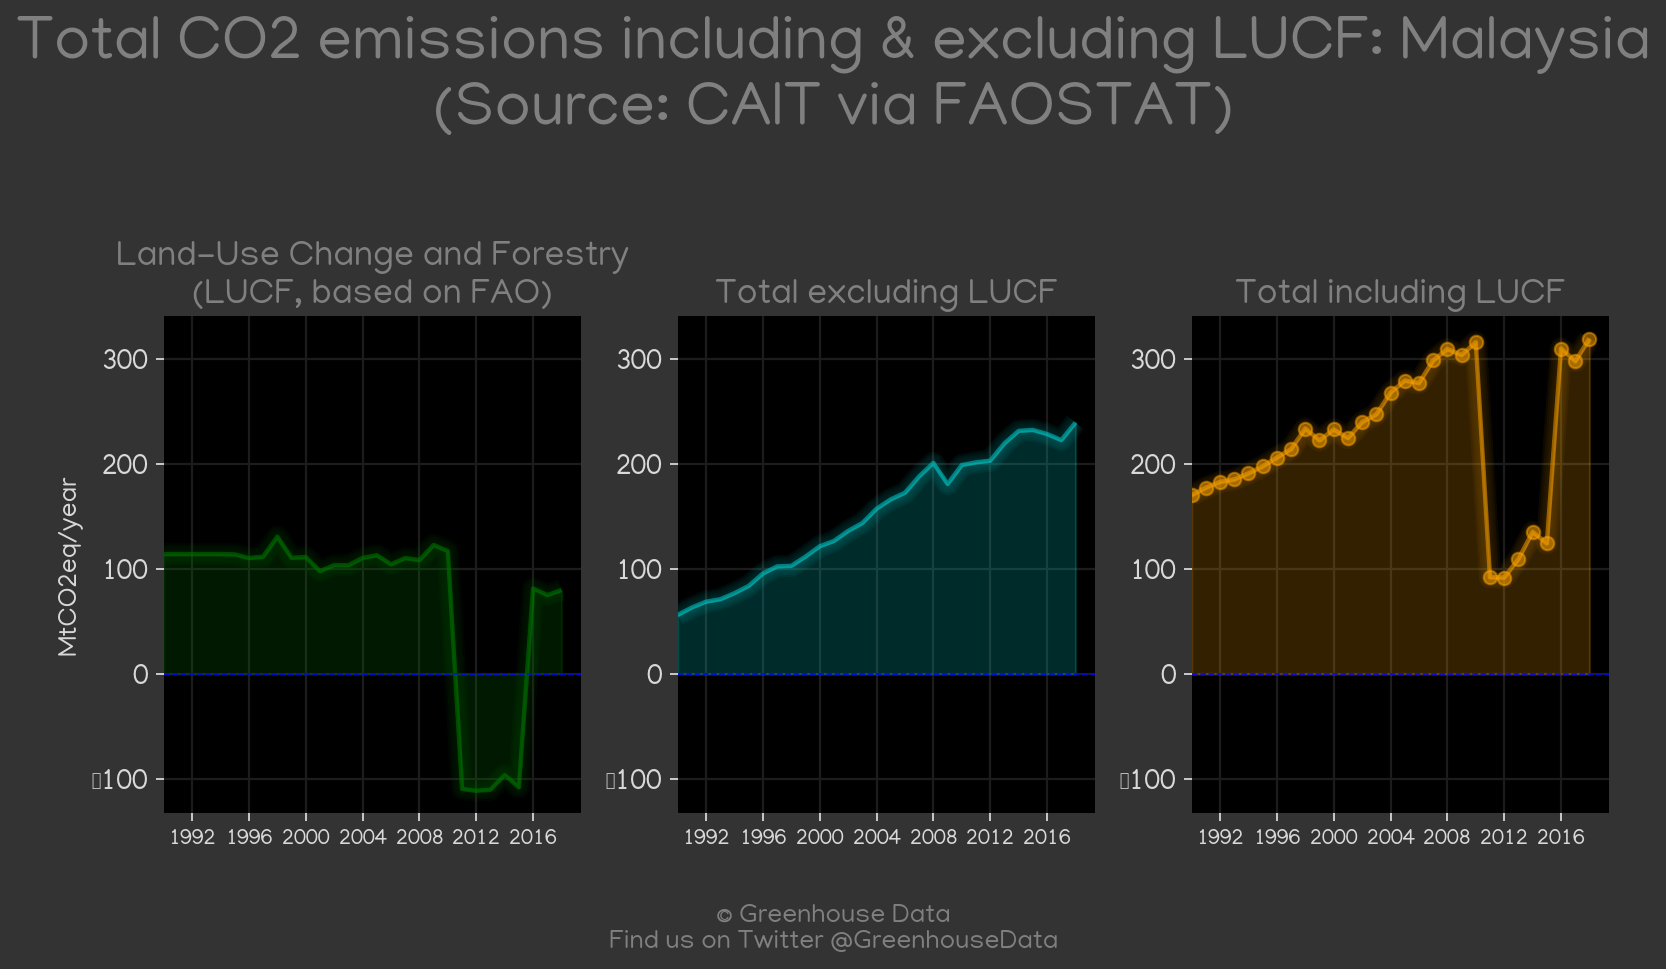 Total CO2 emissions including & excluding LUCF: Malaysia
(Source: CAIT via FAOSTAT)
Land-Use Change and Forestry
(LUCF, based on FAO)
Total excluding LUCF
Total including LUCF
MtCO2eq/year
300
200
100
0
▯100
1992 1996 2000 2004 2008 2012 2016
300
200
100
0
▯100
1992 1996 2000 2004 2008 2012 2016
300
200
100
0
▯100
1992 1996 2000 2004 2008 2012 2016
© Greenhouse Data
Find us on Twitter @GreenhouseData